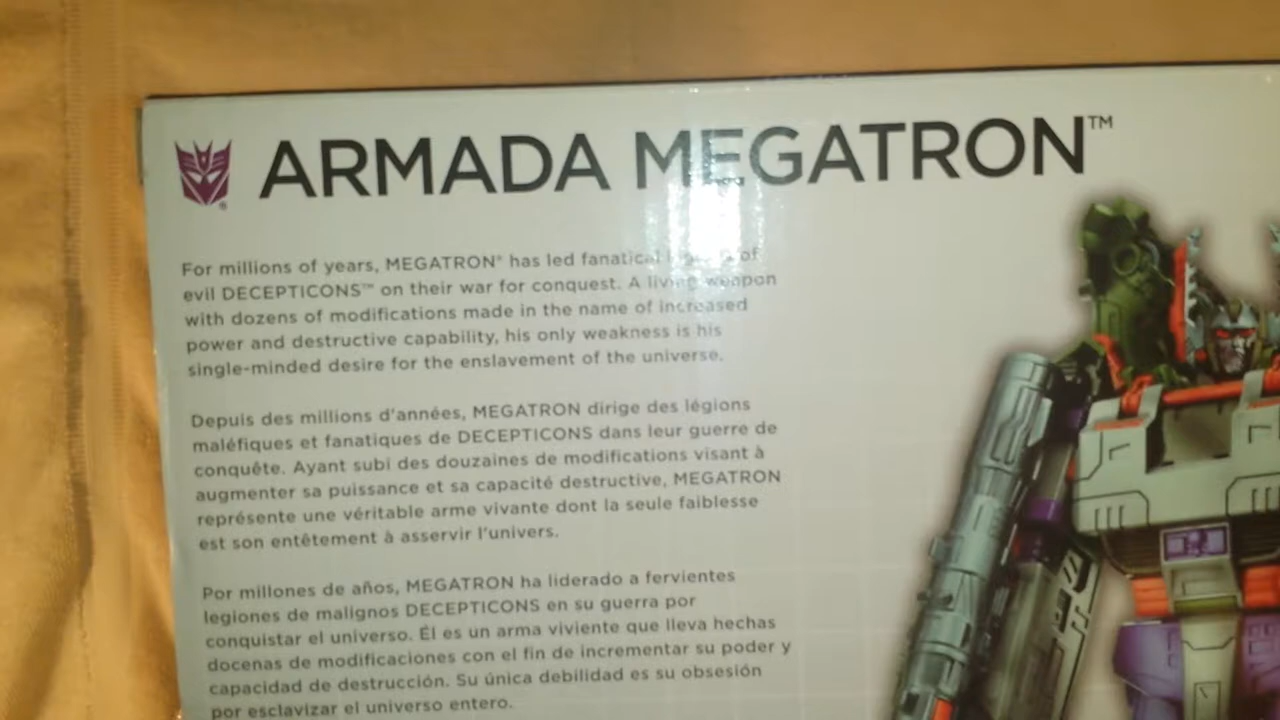 ARMADA MEGATRON™
For millions of years, MEGATRON® has led fanatical of
evil DECEPTICONS™ on their war for conquest. A living weapon
with dozens of modifications made in the name of increased
power and destructive capability, his only weakness is his
single-minded desire for the enslavement of the universe.
Depuis des millions d'années, MEGATRON dirige des légions
maléfiques et fanatiques de DECEPTICONS dans leur guerre de
conquête. Ayant subi des douzaines de modifications visant à
augmenter sa puissance et sa capacité destructive, MEGATRON
représente une véritable arme vivante dont la seule faiblesse
est son entêtement à asservir l'univers.
Por millones de años, MEGATRON ha liderado a fervientes
legiones de malignos DECEPTICONS en su guerra por
conquistar el universo. Él es un arma viviente que lleva hechas
docenas de modificaciones con el fin de incrementar su poder y
capacidad de destrucción. Su única debilidad es su obsesión
por esclavizar el universo entero.